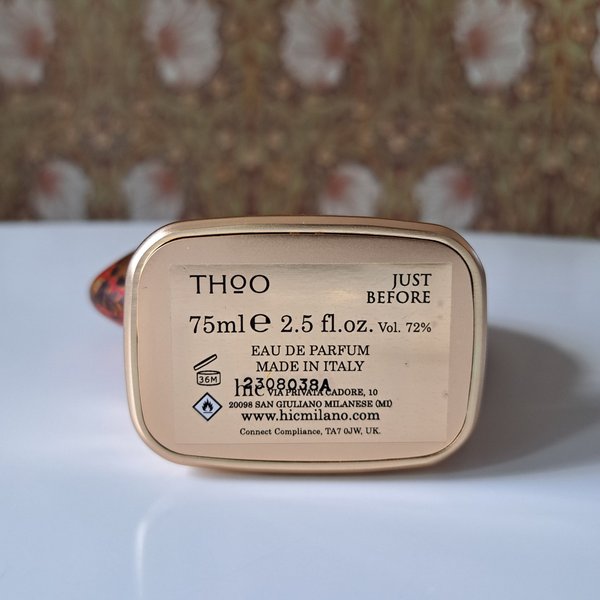 THOO
JUST
BEFORE
75ml ℮ 2.5 fl.oz. Vol. 72%
EAU DE PARFUM
MADE IN ITALY
36M
2308038A
hic VIA PRIVATA CADORE, 10
20098 SAN GIULIANO MILANESE (MI)
www.hicmilano.com
Connect Compliance, TA7 0JW, UK.